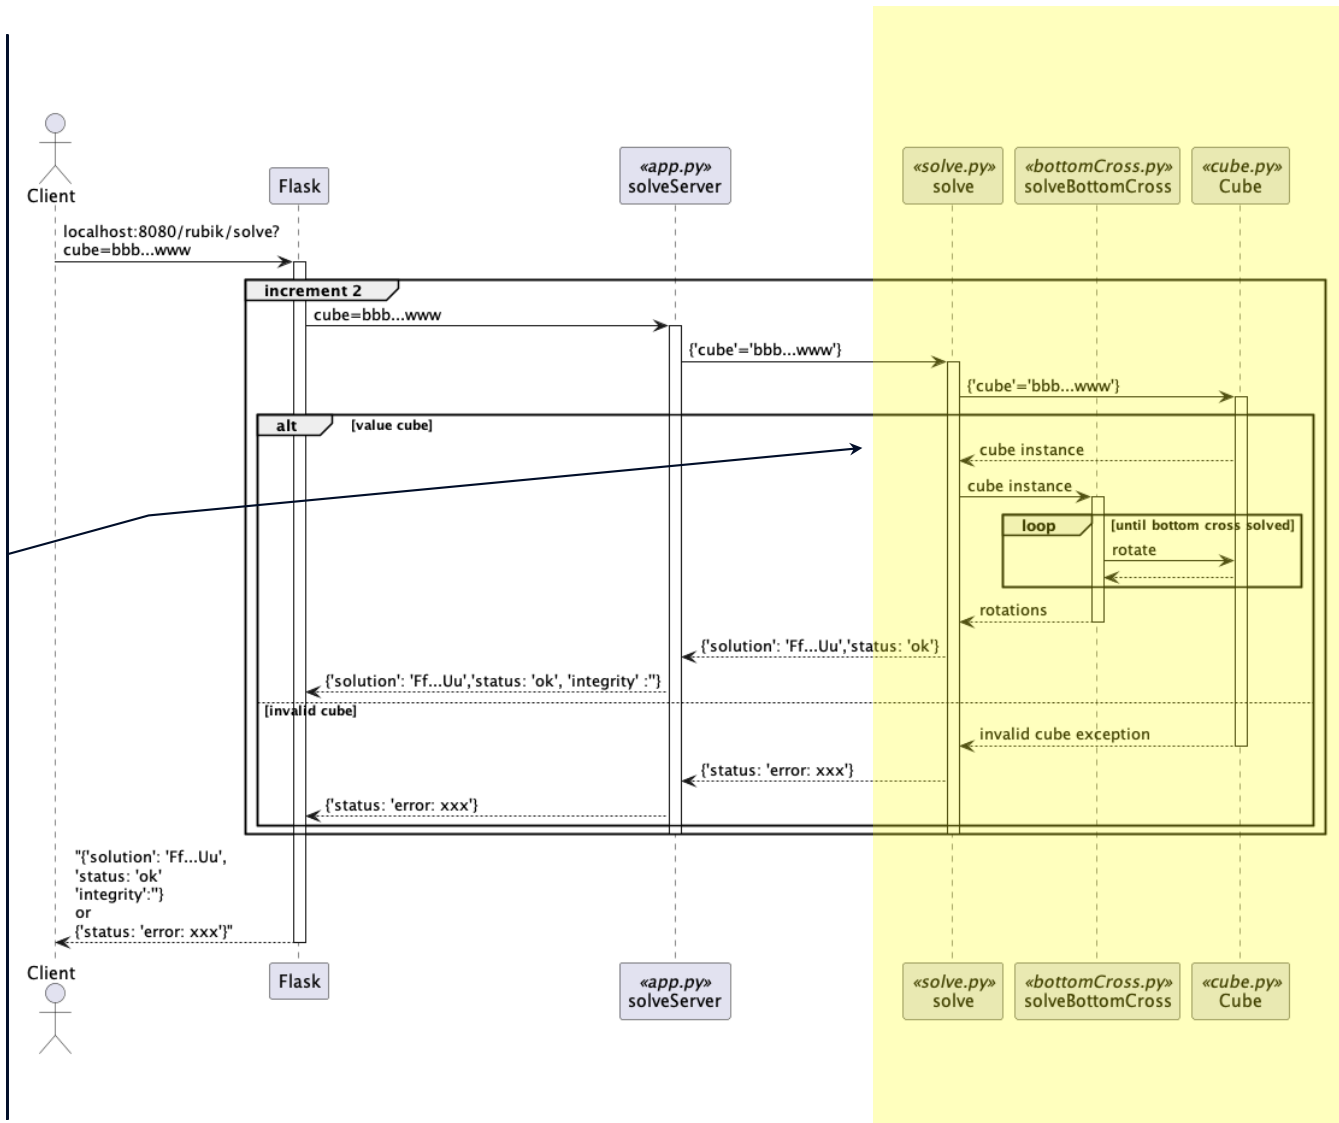 Client
Flask
«app.py»
solveServer
«solve.py»
solve
«bottomCross.py»
solveBottomCross
«cube.py»
Cube
localhost:8080/rubik/solve?
cube=bbb...www
increment 2
cube=bbb...www
{'cube'='bbb...www'}
{'cube'='bbb...www'}
alt
[value cube]
cube instance
cube instance
loop
[until bottom cross solved]
rotate
rotations
{'solution': 'Ff...Uu','status: 'ok'}
{'solution': 'Ff...Uu','status: 'ok', 'integrity' :''}
[invalid cube]
invalid cube exception
{'status: 'error: xxx'}
{'status: 'error: xxx'}
"{'solution': 'Ff...Uu',
'status: 'ok'
'integrity':''}
or
{'status: 'error: xxx'}"
Client
Flask
«app.py»
solveServer
«solve.py»
solve
«bottomCross.py»
solveBottomCross
«cube.py»
Cube